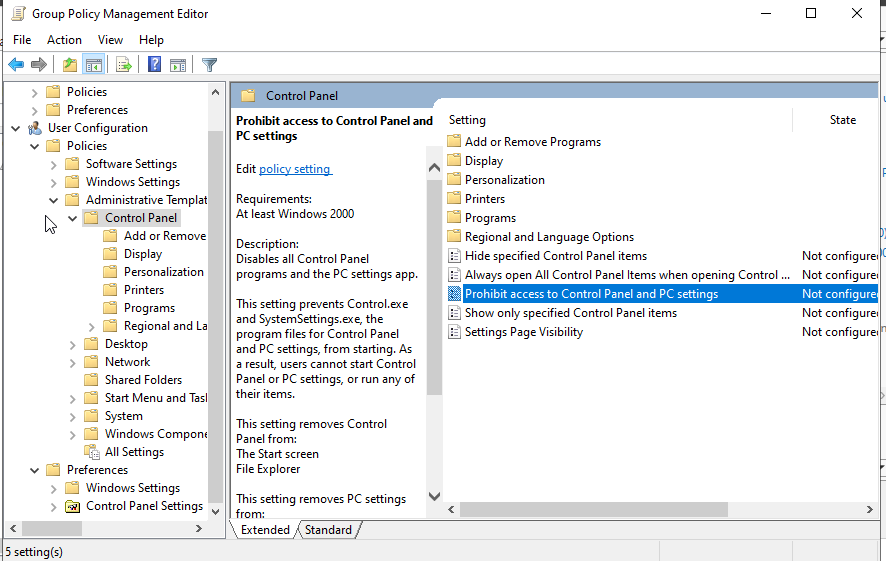 Group Policy Management Editor
File Action View Help
Policies
Preferences
User Configuration
Policies
Software Settings
Windows Settings
Administrative Templat
Control Panel
Add or Remove
Display
Personalization
Printers
Programs
Regional and La
Desktop
Network
Shared Folders
Start Menu and Task
System
Windows Compone
All Settings
Preferences
Windows Settings
Control Panel Settings
Control Panel
Prohibit access to Control Panel and
PC settings
Edit policy setting
Requirements:
At least Windows 2000
Description:
Disables all Control Panel
programs and the PC settings app.
This setting prevents Control.exe
and SystemSettings.exe, the
program files for Control Panel
and PC settings, from starting. As
a result, users cannot start Control
Panel or PC settings, or run any of
their items.
This setting removes Control
Panel from:
The Start screen
File Explorer
This setting removes PC settings
from:
Setting State
Add or Remove Programs
Display
Personalization
Printers
Programs
Regional and Language Options
Hide specified Control Panel items Not configured
Always open All Control Panel Items when opening Control ... Not configured
Prohibit access to Control Panel and PC settings Not configured
Show only specified Control Panel items Not configured
Settings Page Visibility Not configured
Extended Standard
5 setting(s)